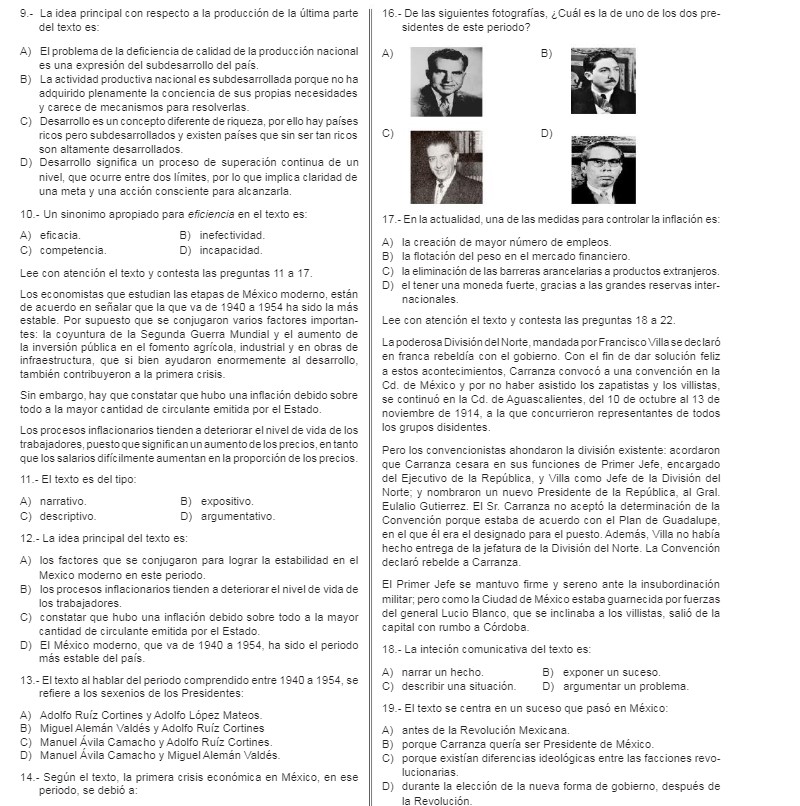 9.- La idea principal con respecto a la producción de la última parte
del texto es:
A) El problema de la deficiencia de calidad de la producción nacional
es una expresión del subdesarrollo del país.
B) La actividad productiva nacional es subdesarrollada porque no ha
adquirido plenamente la conciencia de sus propias necesidades
y carece de mecanismos para resolverlas.
C) Desarrollo es un concepto diferente de riqueza, por ello hay países
ricos pero subdesarrollados y existen países que sin ser tan ricos
son altamente desarrollados.
D) Desarrollo significa un proceso de superación continua de un
nivel, que ocurre entre dos límites, por lo que implica claridad de
una meta y una acción consciente para alcanzarla.
10.- Un sinonimo apropiado para eficiencia en el texto es:
A) eficacia. B) inefectividad.
C) competencia. D) incapacidad.
Lee con atención el texto y contesta las preguntas 11 a 17.
Los economistas que estudian las etapas de México moderno, están
de acuerdo en señalar que la que va de 1940 a 1954 ha sido la más
estable. Por supuesto que se conjugaron varios factores importan-
tes: la coyuntura de la Segunda Guerra Mundial y el aumento de
la inversión pública en el fomento agrícola, industrial y en obras de
infraestructura, que si bien ayudaron enormemente al desarrollo,
también contribuyeron a la primera crisis.
Sin embargo, hay que constatar que hubo una inflación debido sobre
todo a la mayor cantidad de circulante emitida por el Estado.
Los procesos inflacionarios tienden a deteriorar el nivel de vida de los
trabajadores, puesto que significan un aumento de los precios, en tanto
que los salarios difícilmente aumentan en la proporción de los precios.
11.- El texto es del tipo:
A) narrativo. B) expositivo.
C) descriptivo. D) argumentativo.
12.- La idea principal del texto es:
A) los factores que se conjugaron para lograr la estabilidad en el
Mexico moderno en este periodo.
B) los procesos inflacionarios tienden a deteriorar el nivel de vida de
los trabajadores.
C) constatar que hubo una inflación debido sobre todo a la mayor
cantidad de circulante emitida por el Estado.
D) El México moderno, que va de 1940 a 1954, ha sido el periodo
más estable del país.
13.- El texto al hablar del periodo comprendido entre 1940 a 1954, se
refiere a los sexenios de los Presidentes:
A) Adolfo Ruíz Cortines y Adolfo López Mateos.
B) Miguel Alemán Valdés y Adolfo Ruíz Cortines
C) Manuel Ávila Camacho y Adolfo Ruíz Cortines.
D) Manuel Ávila Camacho y Miguel Alemán Valdés.
14.- Según el texto, la primera crisis económica en México, en ese
periodo, se debió a:
16.- De las siguientes fotografías, ¿Cuál es la de uno de los dos pre-
sidentes de este periodo?
A) B)
C) D)
17.- En la actualidad, una de las medidas para controlar la inflación es:
A) la creación de mayor número de empleos.
B) la flotación del peso en el mercado financiero.
C) la eliminación de las barreras arancelarias a productos extranjeros.
D) el tener una moneda fuerte, gracias a las grandes reservas inter-
nacionales.
Lee con atención el texto y contesta las preguntas 18 a 22.
La poderosa División del Norte, mandada por Francisco Villa se declaró
en franca rebeldía con el gobierno. Con el fin de dar solución feliz
a estos acontecimientos, Carranza convocó a una convención en la
Cd. de México y por no haber asistido los zapatistas y los villistas,
se continuó en la Cd. de Aguascalientes, del 10 de octubre al 13 de
noviembre de 1914, a la que concurrieron representantes de todos
los grupos disidentes.
Pero los convencionistas ahondaron la división existente: acordaron
que Carranza cesara en sus funciones de Primer Jefe, encargado
del Ejecutivo de la República, y Villa como Jefe de la División del
Norte; y nombraron un nuevo Presidente de la República, al Gral.
Eulalio Gutierrez. El Sr. Carranza no aceptó la determinación de la
Convención porque estaba de acuerdo con el Plan de Guadalupe,
en el que él era el designado para el puesto. Además, Villa no había
hecho entrega de la jefatura de la División del Norte. La Convención
declaró rebelde a Carranza.
El Primer Jefe se mantuvo firme y sereno ante la insubordinación
militar; pero como la Ciudad de México estaba guarnecida por fuerzas
del general Lucio Blanco, que se inclinaba a los villistas, salió de la
capital con rumbo a Córdoba.
18.- La inteción comunicativa del texto es:
A) narrar un hecho. B) exponer un suceso.
C) describir una situación. D) argumentar un problema.
19.- El texto se centra en un suceso que pasó en México:
A) antes de la Revolución Mexicana.
B) porque Carranza quería ser Presidente de México.
C) porque existían diferencias ideológicas entre las facciones revo-
lucionarias.
D) durante la elección de la nueva forma de gobierno, después de
la Revolución.